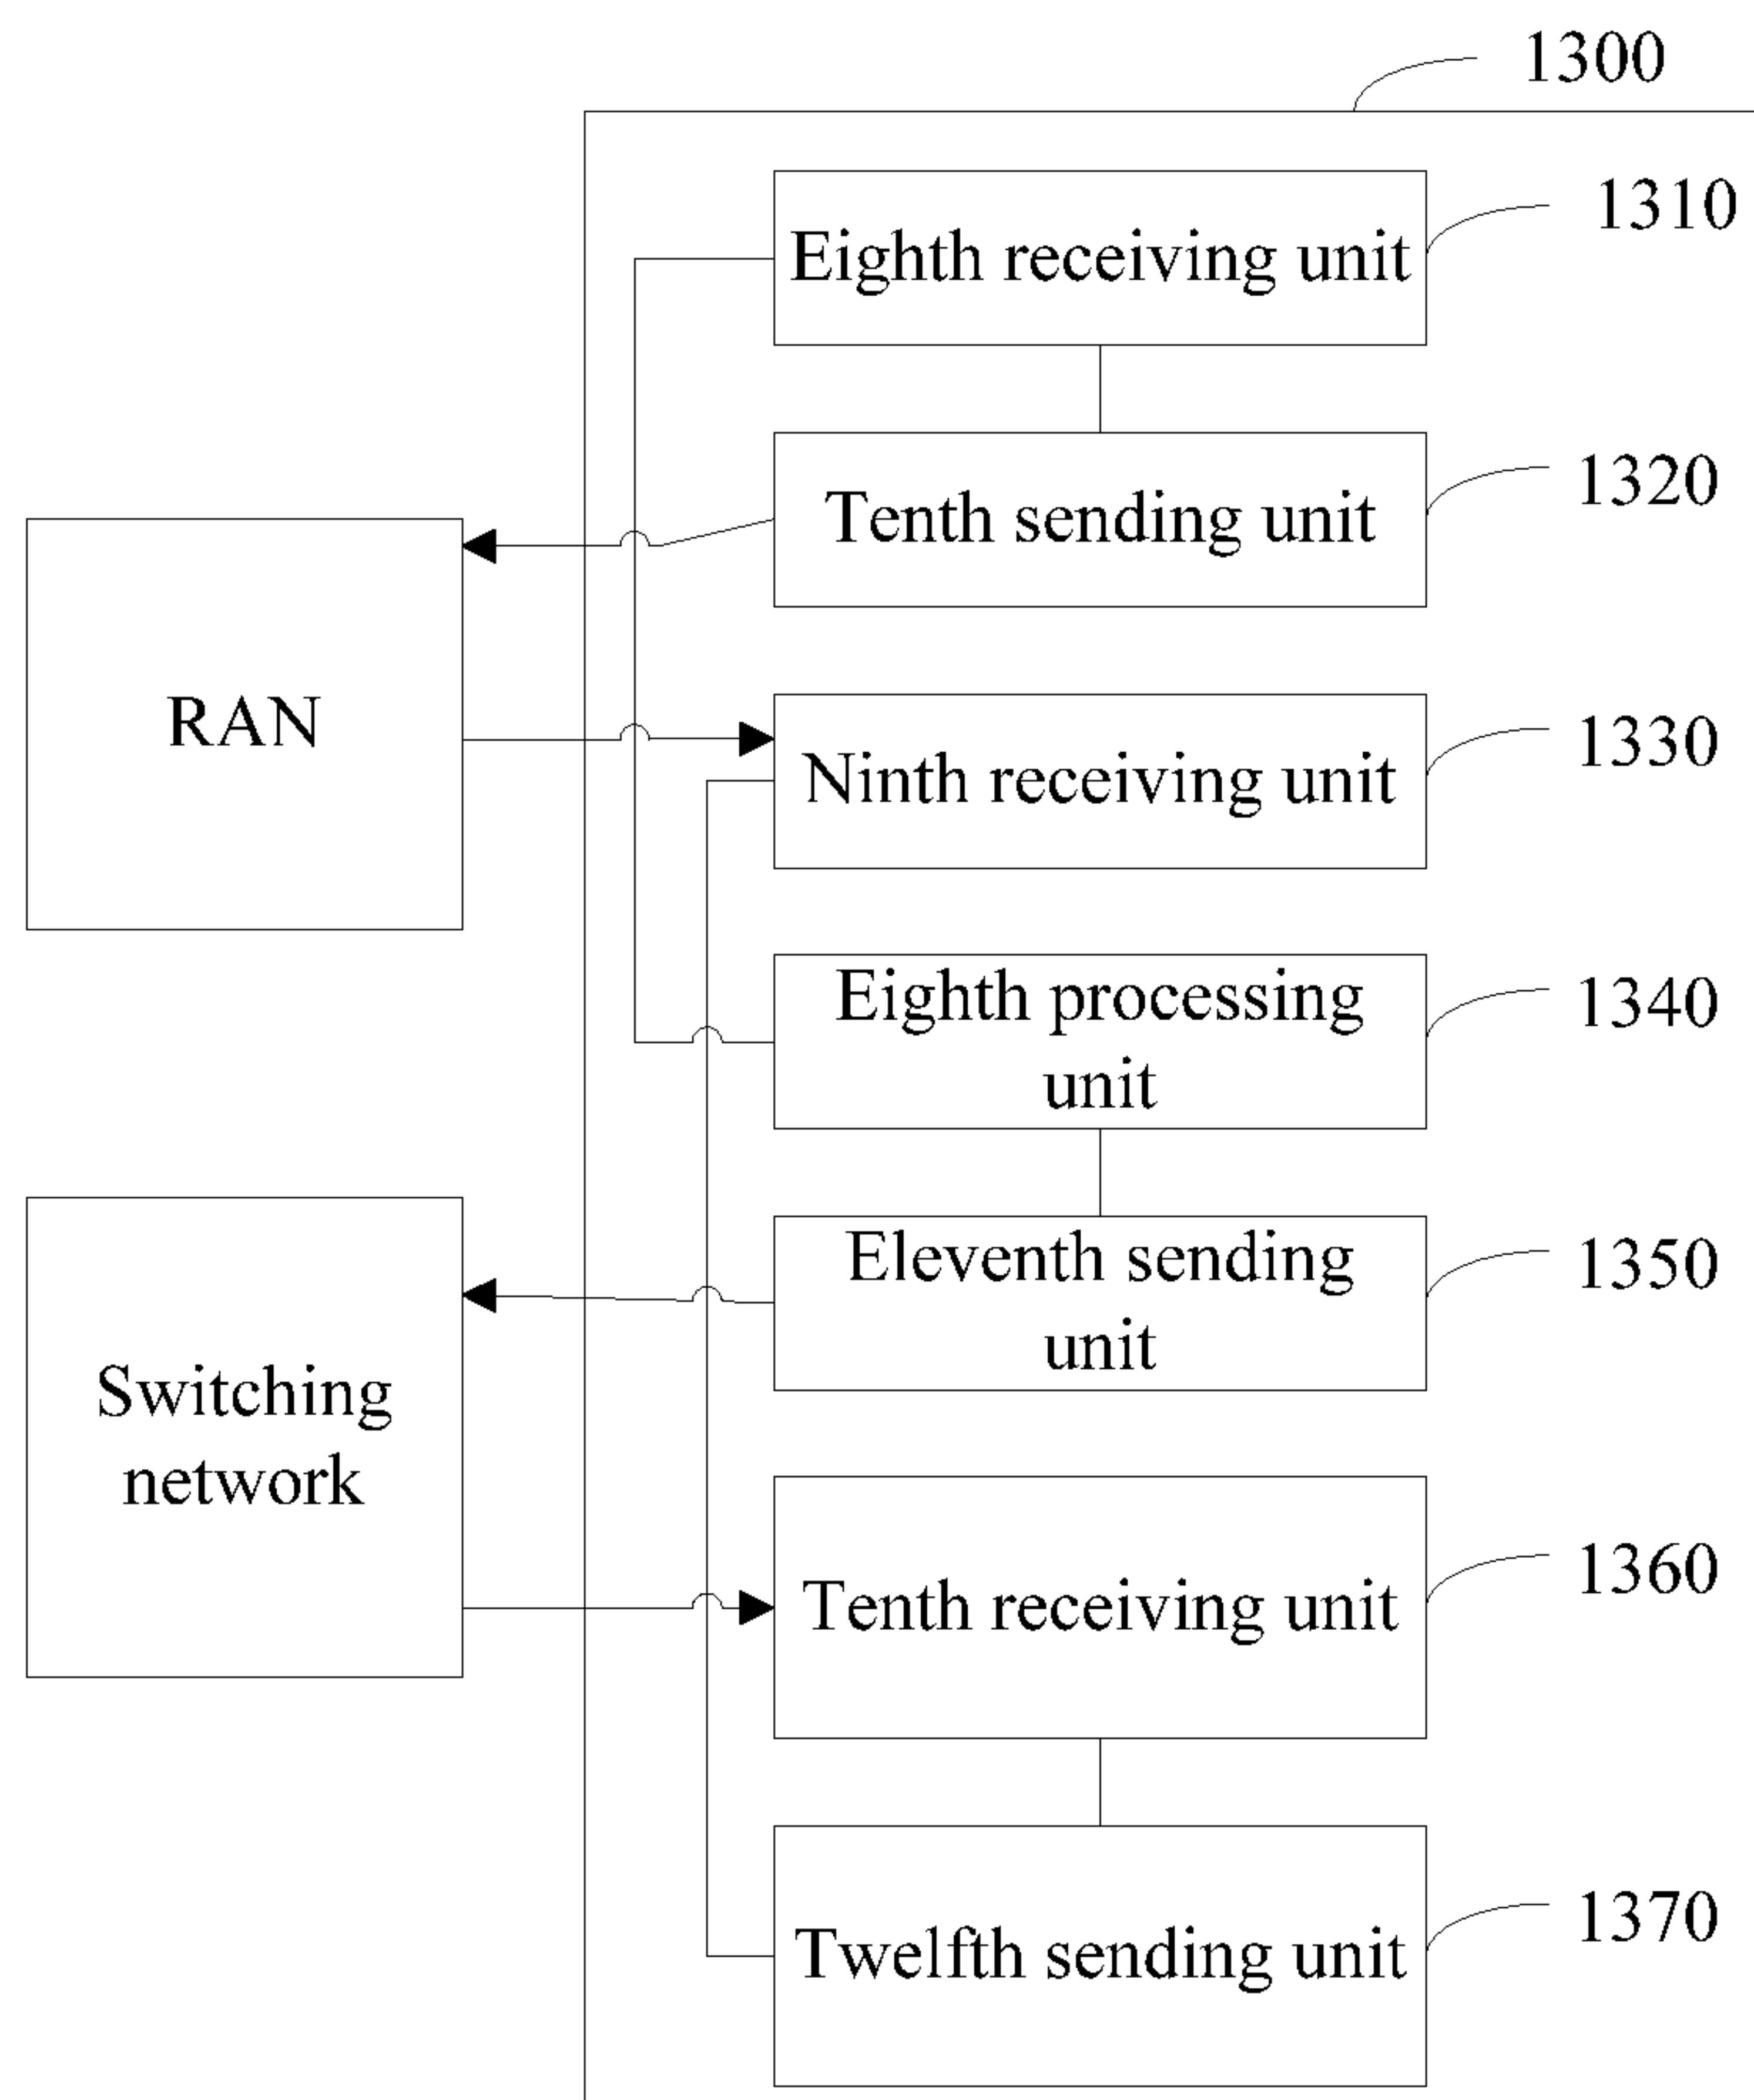 1300
Eighth receiving unit
1310
Tenth sending unit
1320
RAN
Ninth receiving unit
1330
Eighth processing
unit
1340
Eleventh sending
unit
1350
Switching
network
Tenth receiving unit
1360
Twelfth sending unit
1370